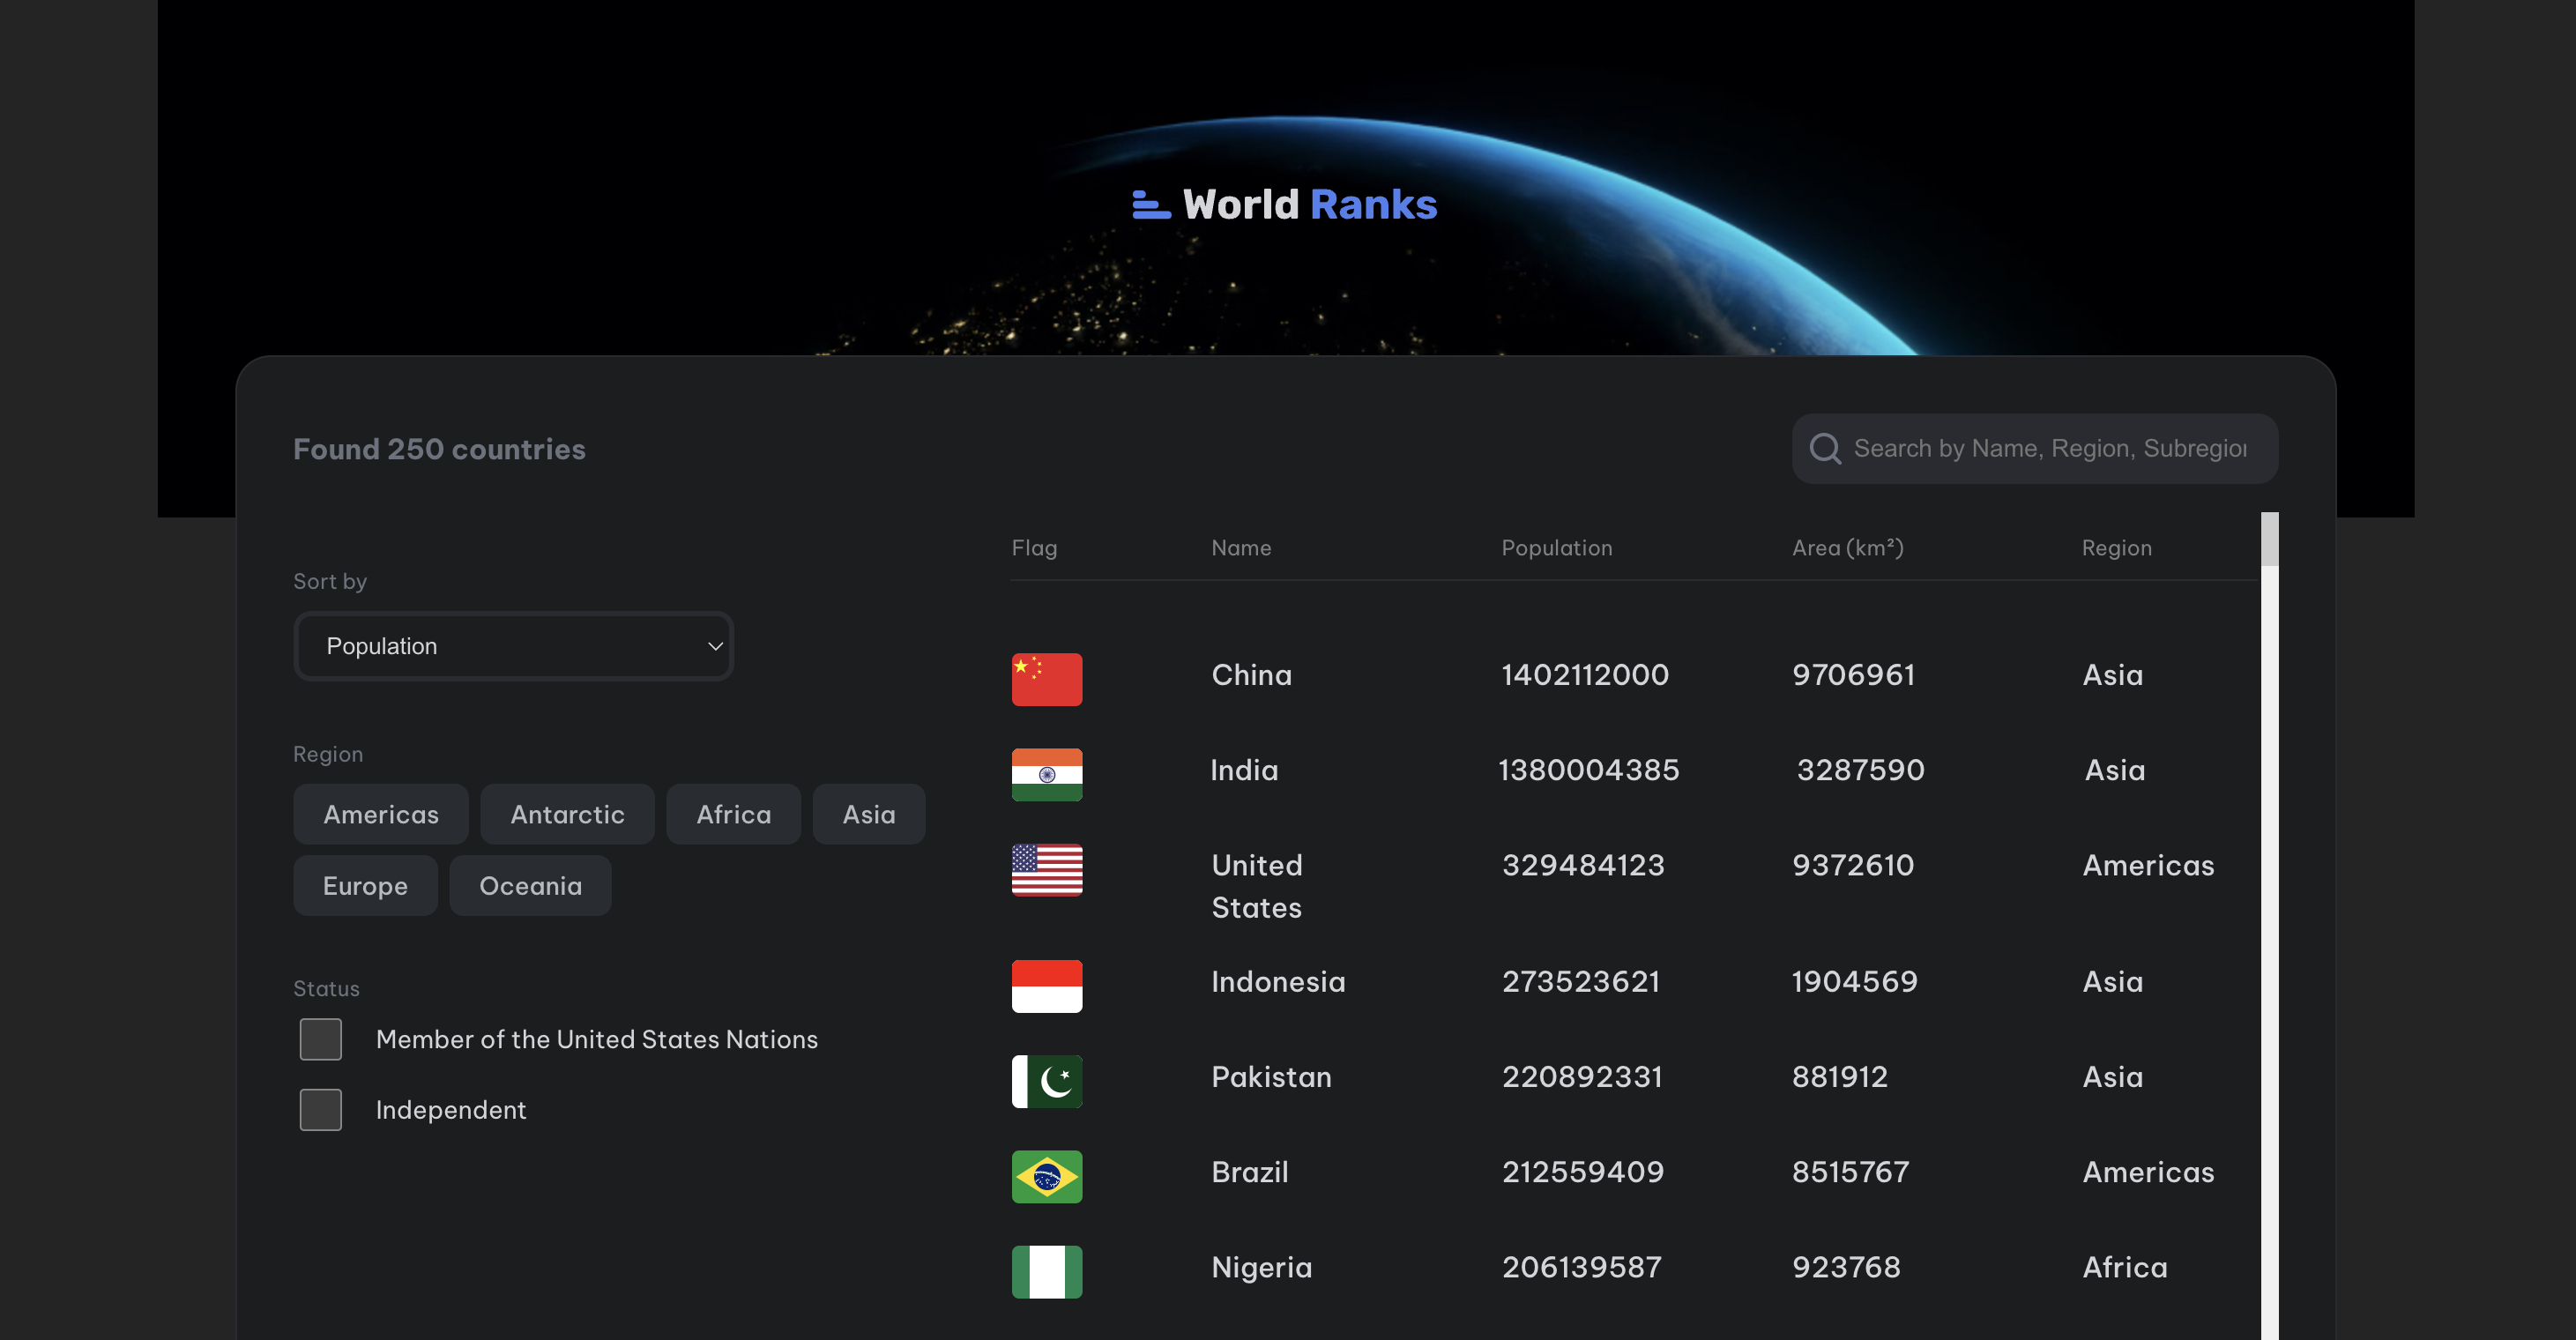 World Ranks
Found 250 countries
Search by Name, Region, Subregion
Sort by
Population
Region
Americas Antarctic Africa Asia
Europe Oceania
Status
Member of the United States Nations
Independent
Flag Name Population Area (km²) Region
China 1402112000 9706961 Asia
India 1380004385 3287590 Asia
United 329484123 9372610 Americas
States
Indonesia 273523621 1904569 Asia
Pakistan 220892331 881912 Asia
Brazil 212559409 8515767 Americas
Nigeria 206139587 923768 Africa